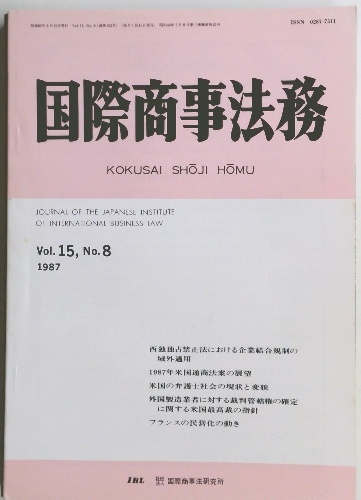 ISSN 0287-7511
国際商事法務
KOKUSAI SHŌJI HŌMU
JOURNAL OF THE JAPANESE INSTITUTE
OF INTERNATIONAL BUSINESS LAW
Vol. 15, No. 8
1987
西独独占禁止法における企業結合規制の
域外適用
1987年米国通商法案の展望
米国の弁護士社会の現状と変貌
外国製造業者に対する裁判管轄権の確定
に関する米国最高裁の指針
フランスの民営化の動き
IBL 社団法人 国際商事法研究所